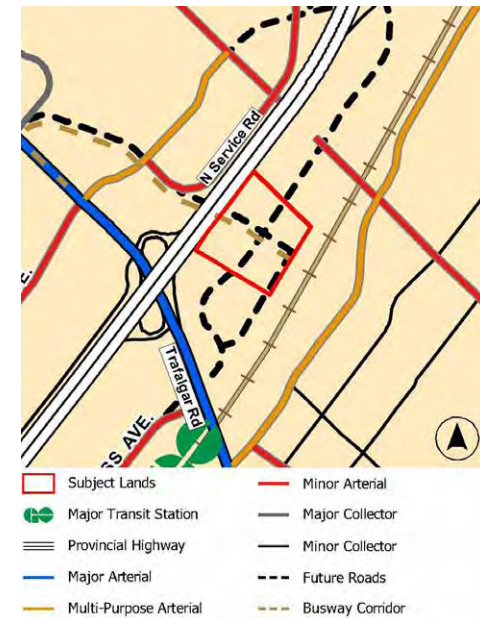 N Service Rd
E.
Trafalgar Rd
SS AVE.
Subject Lands
Major Transit Station
Provincial Highway
Major Arterial
Multi-Purpose Arterial
Minor Arterial
Major Collector
Minor Collector
Future Roads
Busway Corridor